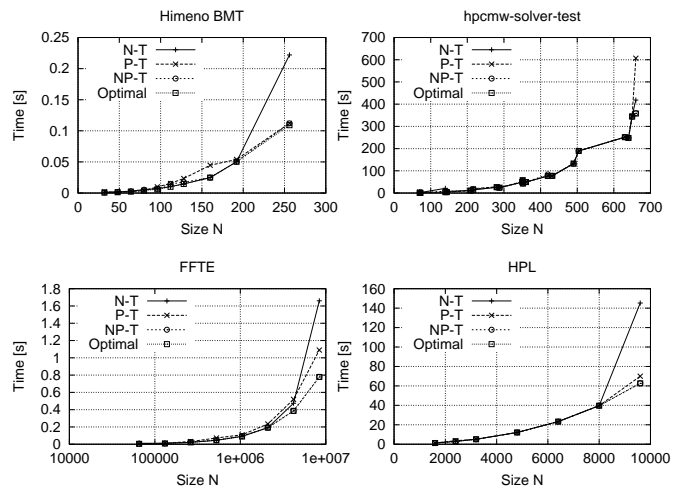 Himeno BMT
N-T
P-T
NP-T
Optimal
Time [s]
0.25
0.2
0.15
0.1
0.05
0
0 50 100 150 200 250 300
Size N
hpcmw-solver-test
N-T
P-T
NP-T
Optimal
Time [s]
700
600
500
400
300
200
100
0
0 100 200 300 400 500 600 700
Size N
FFTE
N-T
P-T
NP-T
Optimal
Time [s]
1.8
1.6
1.4
1.2
1
0.8
0.6
0.4
0.2
0
10000 100000 1e+006 1e+007
Size N
HPL
N-T
P-T
NP-T
Optimal
Time [s]
160
140
120
100
80
60
40
20
0
0 2000 4000 6000 8000 10000
Size N